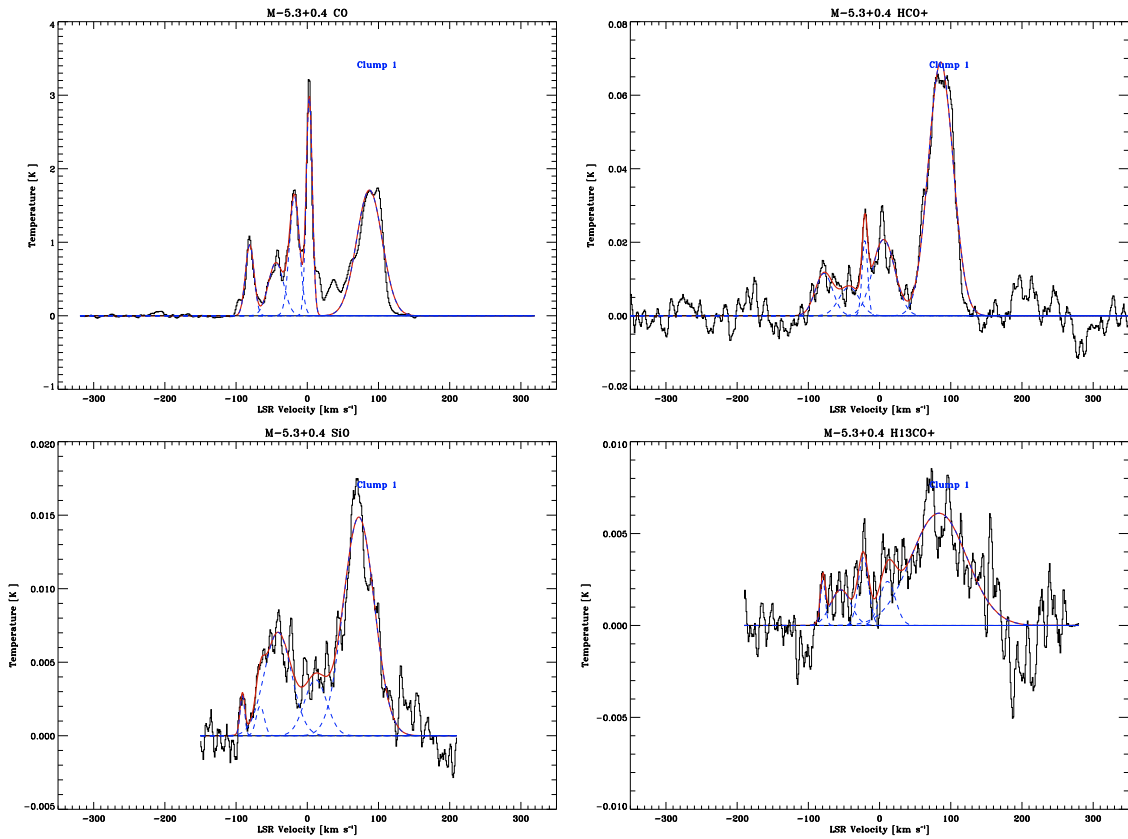 M-5.3+0.4 CO
Clump 1
Temperature [K ]
4
3
2
1
0
-1
-300 -200 -100 0 100 200 300
LSR Velocity [km s⁻¹]
M-5.3+0.4 HCO+
Clump 1
Temperature [K ]
0.08
0.06
0.04
0.02
0.00
-0.02
-300 -200 -100 0 100 200 300
LSR Velocity [km s⁻¹]
M-5.3+0.4 SiO
Clump 1
Temperature [K ]
0.020
0.015
0.010
0.005
0.000
-0.005
-300 -200 -100 0 100 200 300
LSR Velocity [km s⁻¹]
M-5.3+0.4 H13CO+
Clump 1
Temperature [K ]
0.010
0.005
0.000
-0.005
-0.010
-300 -200 -100 0 100 200 300
LSR Velocity [km s⁻¹]